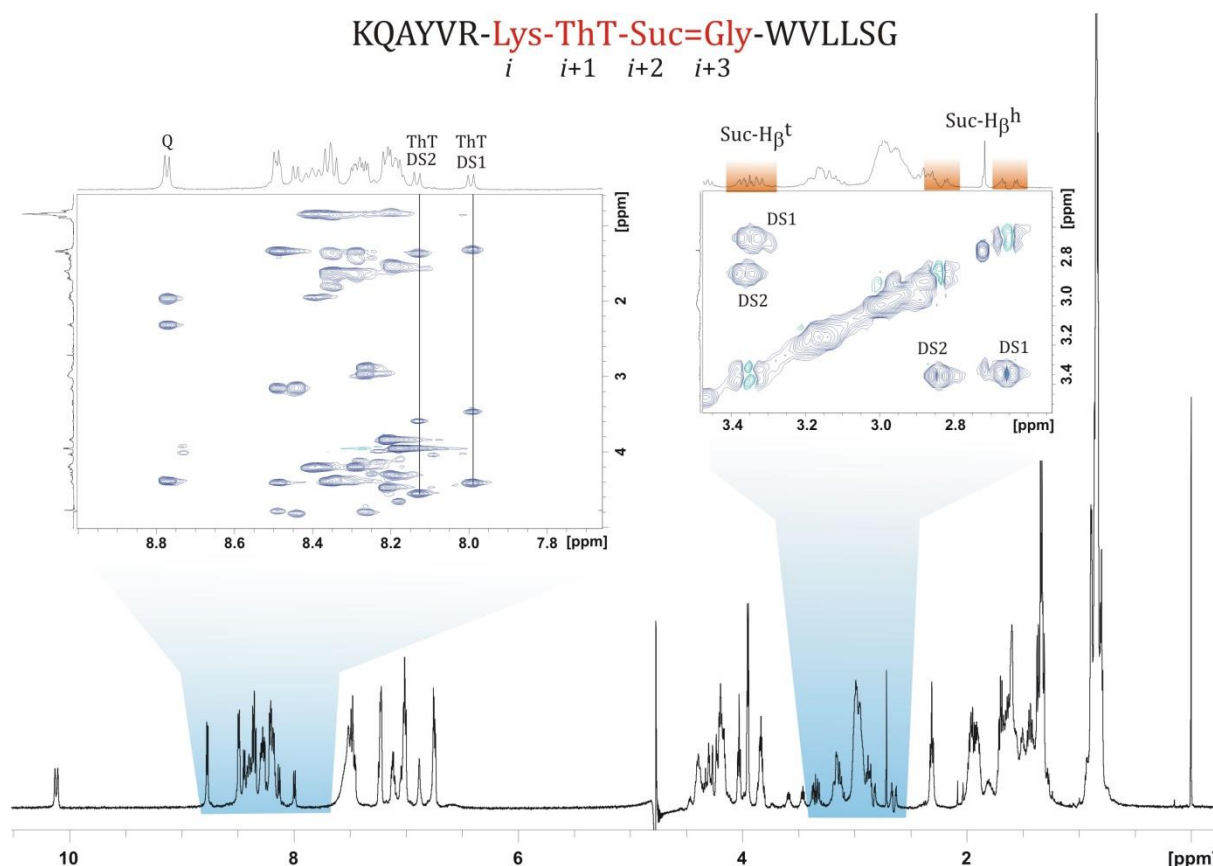 KQAYVR-Lys-ThT-Suc=Gly-WVLLSG
i i+1 i+2 i+3
Q
ThT
DS2
ThT
DS1
[ppm]
2
3
4
8.8 8.6 8.4 8.2 8.0 7.8 [ppm]
Suc-Hβt
Suc-Hβh
[ppm]
DS1
DS2
DS2
DS1
2.8
3.0
3.2
3.4
3.4 3.0 2.8 [ppm]
10 8 6 4 2 [ppm]